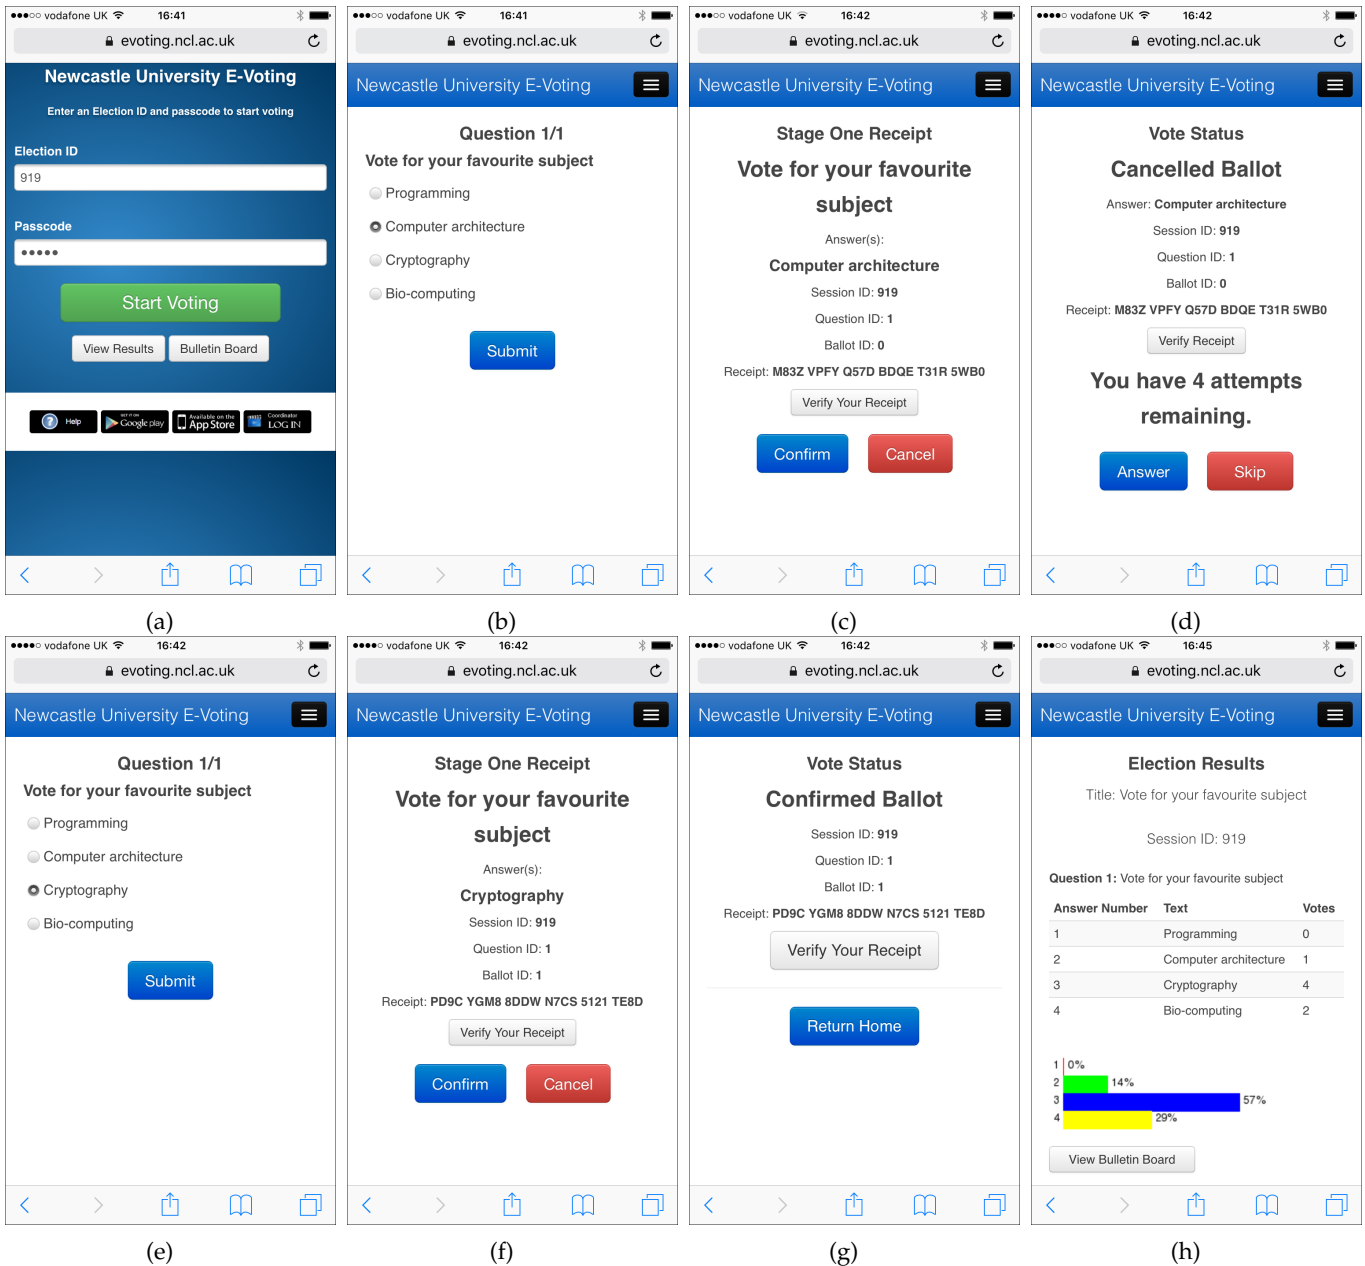 vodafone UK 16:41
evoting.ncl.ac.uk
Newcastle University E-Voting
Enter an Election ID and passcode to start voting
Election ID
919
Passcode
•••••
Start Voting
View Results Bulletin Board
Help GET IT ON Google play Available on the App Store Coordinator LOG IN
(a)
vodafone UK 16:41
evoting.ncl.ac.uk
Newcastle University E-Voting
Question 1/1
Vote for your favourite subject
Programming
Computer architecture
Cryptography
Bio-computing
Submit
(b)
vodafone UK 16:42
evoting.ncl.ac.uk
Newcastle University E-Voting
Stage One Receipt
Vote for your favourite
subject
Answer(s):
Computer architecture
Session ID: 919
Question ID: 1
Ballot ID: 0
Receipt: M83Z VPFY Q57D BDQE T31R 5WB0
Verify Your Receipt
Confirm Cancel
(c)
vodafone UK 16:42
evoting.ncl.ac.uk
Newcastle University E-Voting
Vote Status
Cancelled Ballot
Answer: Computer architecture
Session ID: 919
Question ID: 1
Ballot ID: 0
Receipt: M83Z VPFY Q57D BDQE T31R 5WB0
Verify Receipt
You have 4 attempts
remaining.
Answer Skip
(d)
vodafone UK 16:42
evoting.ncl.ac.uk
Newcastle University E-Voting
Question 1/1
Vote for your favourite subject
Programming
Computer architecture
Cryptography
Bio-computing
Submit
(e)
vodafone UK 16:42
evoting.ncl.ac.uk
Newcastle University E-Voting
Stage One Receipt
Vote for your favourite
subject
Answer(s):
Cryptography
Session ID: 919
Question ID: 1
Ballot ID: 1
Receipt: PD9C YGM8 8DDW N7CS 5121 TE8D
Verify Your Receipt
Confirm Cancel
(f)
vodafone UK 16:42
evoting.ncl.ac.uk
Newcastle University E-Voting
Vote Status
Confirmed Ballot
Session ID: 919
Question ID: 1
Ballot ID: 1
Receipt: PD9C YGM8 8DDW N7CS 5121 TE8D
Verify Your Receipt
Return Home
(g)
vodafone UK 16:45
evoting.ncl.ac.uk
Newcastle University E-Voting
Election Results
Title: Vote for your favourite subject
Session ID: 919
Question 1: Vote for your favourite subject
Answer Number Text Votes
1 Programming 0
2 Computer architecture 1
3 Cryptography 4
4 Bio-computing 2
1 0%
2 14%
3 57%
4 29%
View Bulletin Board
(h)